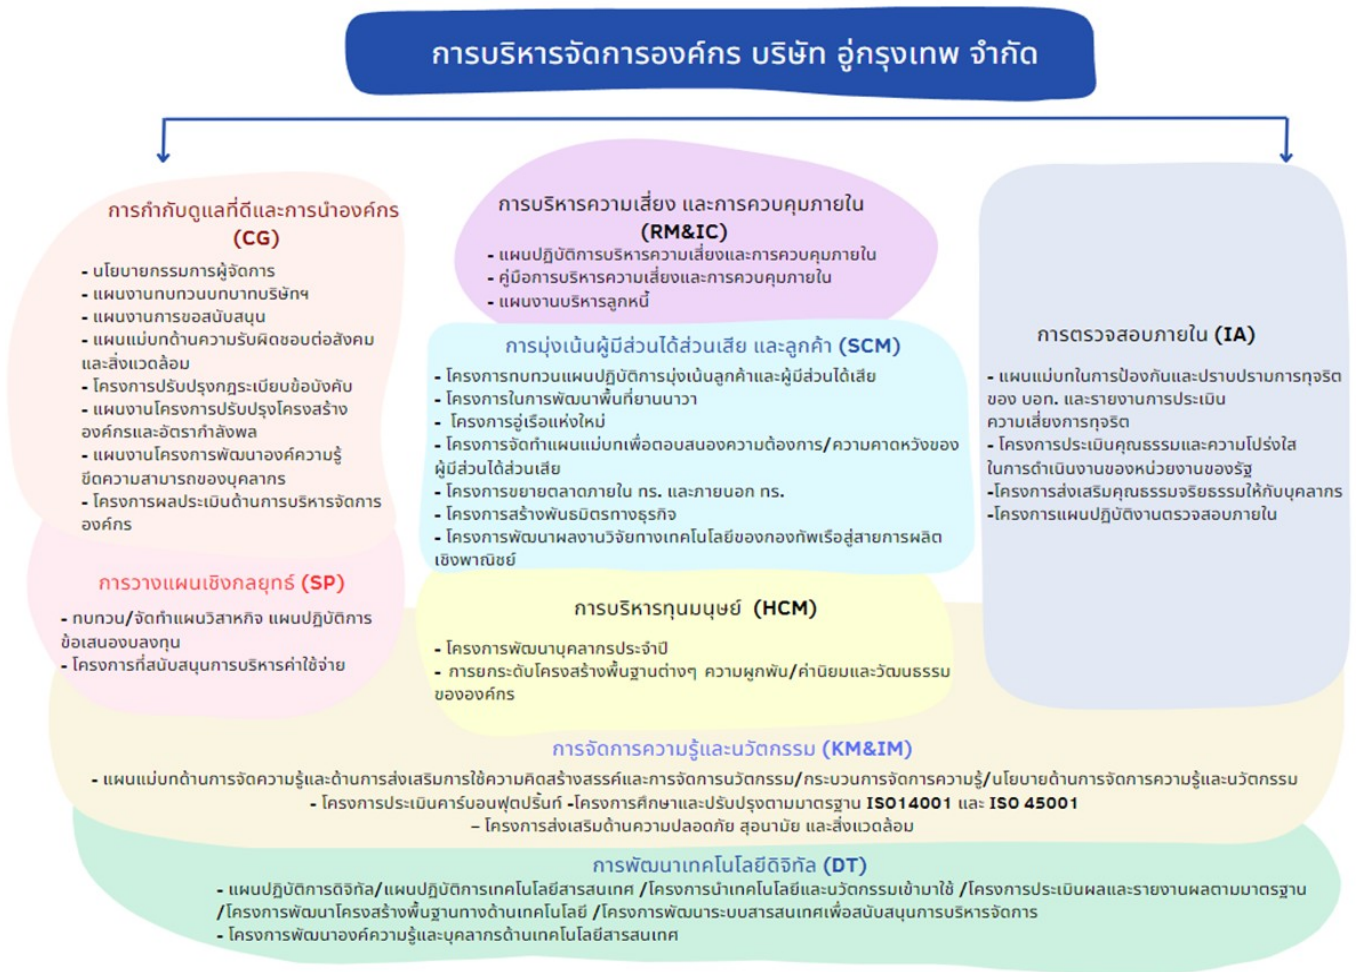 การบริหารจัดการองค์กร บริษัท อู่กรุงเทพ จำกัด
การกำกับดูแลที่ดีและการนำองค์กร
(CG)
- นโยบายกรรมการผู้จัดการ
- แผนงานทบทวนบทบาทบริษัทฯ
- แผนงานการขอสนับสนุน
- แผนแม่บทด้านความรับผิดชอบต่อสังคม
และสิ่งแวดล้อม
- โครงการปรับปรุงกฎระเบียบข้อบังคับ
- แผนงานโครงการปรับปรุงโครงสร้าง
องค์กรและอัตรากำลังพล
- แผนงานโครงการพัฒนาองค์ความรู้
ขีดความสามารถของบุคลากร
- โครงการผลประเมินด้านการบริหารจัดการ
องค์กร
การวางแผนเชิงกลยุทธ์ (SP)
- ทบทวน/จัดทำแผนวิสาหกิจ แผนปฏิบัติการ
ข้อเสนองบลงทุน
- โครงการที่สนับสนุนการบริหารค่าใช้จ่าย
การบริหารความเสี่ยง และการควบคุมภายใน
(RM&IC)
- แผนปฏิบัติการบริหารความเสี่ยงและการควบคุมภายใน
- คู่มือการบริหารความเสี่ยงและการควบคุมภายใน
- แผนงานบริหารลูกหนี้
การมุ่งเน้นผู้มีส่วนได้ส่วนเสีย และลูกค้า (SCM)
- โครงการทบทวนแผนปฏิบัติการมุ่งเน้นลูกค้าและผู้มีส่วนได้เสีย
- โครงการในการพัฒนาพื้นที่ยานนาวา
- โครงการอู่เรือแห่งใหม่
- โครงการจัดทำแผนแม่บทเพื่อตอบสนองความต้องการ/ความคาดหวังของ
ผู้มีส่วนได้ส่วนเสีย
- โครงการขยายตลาดภายใน ทร. และภายนอก ทร.
- โครงการสร้างพันธมิตรทางธุรกิจ
- โครงการพัฒนาผลงานวิจัยทางเทคโนโลยีของกองทัพเรือสู่สายการผลิต
เชิงพาณิชย์
การบริหารทุนมนุษย์ (HCM)
- โครงการพัฒนาบุคลากรประจำปี
- การยกระดับโครงสร้างพื้นฐานต่างๆ ความผูกพัน/ค่านิยมและวัฒนธรรม
ขององค์กร
การตรวจสอบภายใน (IA)
- แผนแม่บทในการป้องกันและปราบปรามการทุจริต
ของ บอท. และรายงานการประเมิน
ความเสี่ยงการทุจริต
- โครงการประเมินคุณธรรมและความโปร่งใส
ในการดำเนินงานของหน่วยงานของรัฐ
-โครงการส่งเสริมคุณธรรมจริยธรรมให้กับบุคลากร
-โครงการแผนปฏิบัติงานตรวจสอบภายใน
การจัดการความรู้และนวัตกรรม (KM&IM)
- แผนแม่บทด้านการจัดความรู้และด้านการส่งเสริมการใช้ความคิดสร้างสรรค์และการจัดการนวัตกรรม/กระบวนการจัดการความรู้/นโยบายด้านการจัดการความรู้และนวัตกรรม
- โครงการประเมินคาร์บอนฟุตปริ้นท์ -โครงการศึกษาและปรับปรุงตามมาตรฐาน ISO14001 และ ISO 45001
– โครงการส่งเสริมด้านความปลอดภัย สุอนามัย และสิ่งแวดล้อม
การพัฒนาเทคโนโลยีดิจิทัล (DT)
- แผนปฏิบัติการดิจิทัล/แผนปฏิบัติการเทคโนโลยีสารสนเทศ /โครงการนำเทคโนโลยีและนวัตกรรมเข้ามาใช้ /โครงการประเมินผลและรายงานผลตามมาตรฐาน
/โครงการพัฒนาโครงสร้างพื้นฐานทางด้านเทคโนโลยี /โครงการพัฒนาระบบสารสนเทศเพื่อสนับสนุนการบริหารจัดการ
- โครงการพัฒนาองค์ความรู้และบุคลากรด้านเทคโนโลยีสารสนเทศ